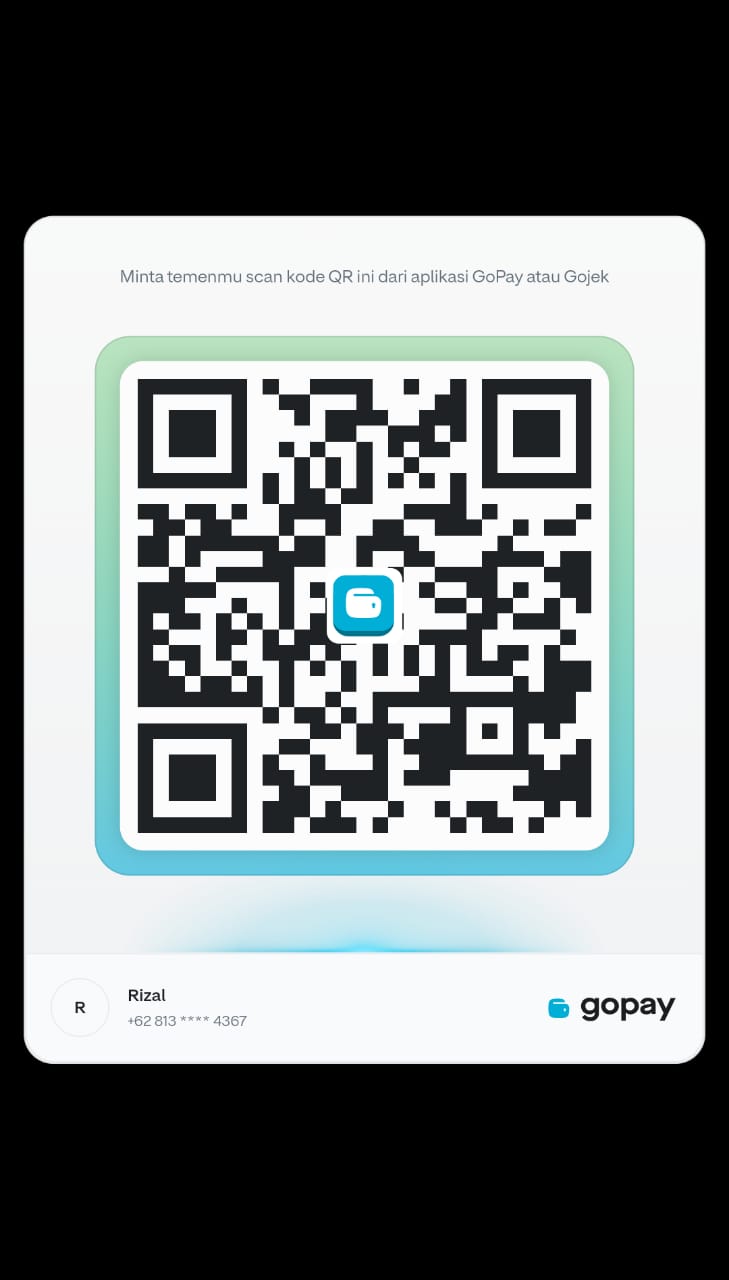 Minta temenmu scan kode QR ini dari aplikasi GoPay atau Gojek
R
Rizal
+62 813 **** 4367
gopay